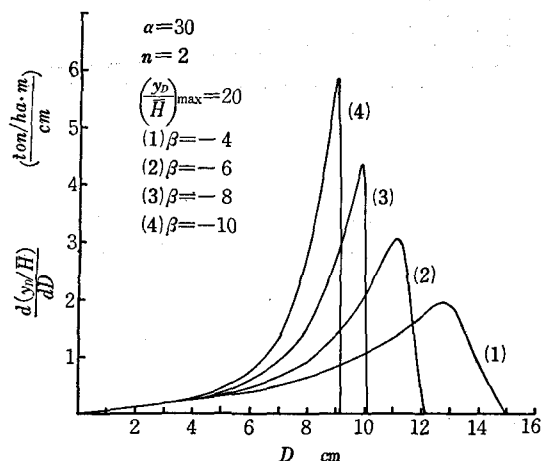 α=30
n=2
(y_D/H̄)max=20
(1)β=−4
(2)β=−6
(3)β=−8
(4)β=−10
(ton/ha·m/cm)
d(y_D/H̄)/dD
6
5
4
3
2
1
(4)
(3)
(2)
(1)
0 2 4 6 8 10 12 14 16
D cm